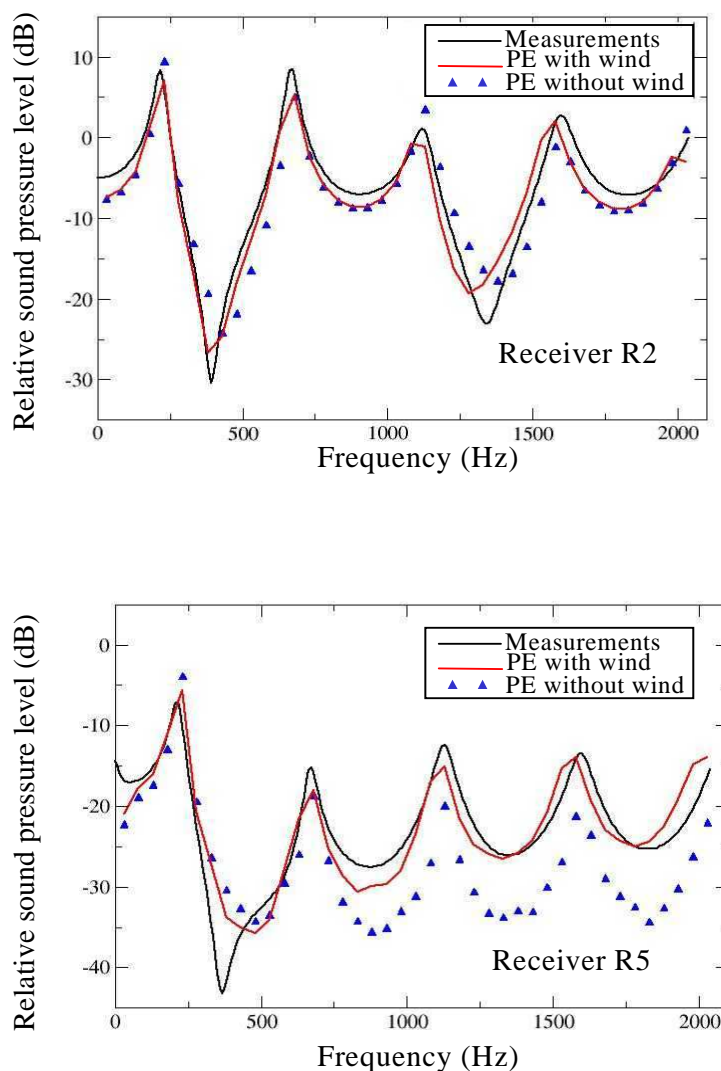 Relative sound pressure level (dB)
10
0
-10
-20
-30
Measurements
PE with wind
PE without wind
Receiver R2
0 500 1000 1500 2000
Frequency (Hz)
Relative sound pressure level (dB)
0
-10
-20
-30
-40
Measurements
PE with wind
PE without wind
Receiver R5
0 500 1000 1500 2000
Frequency (Hz)